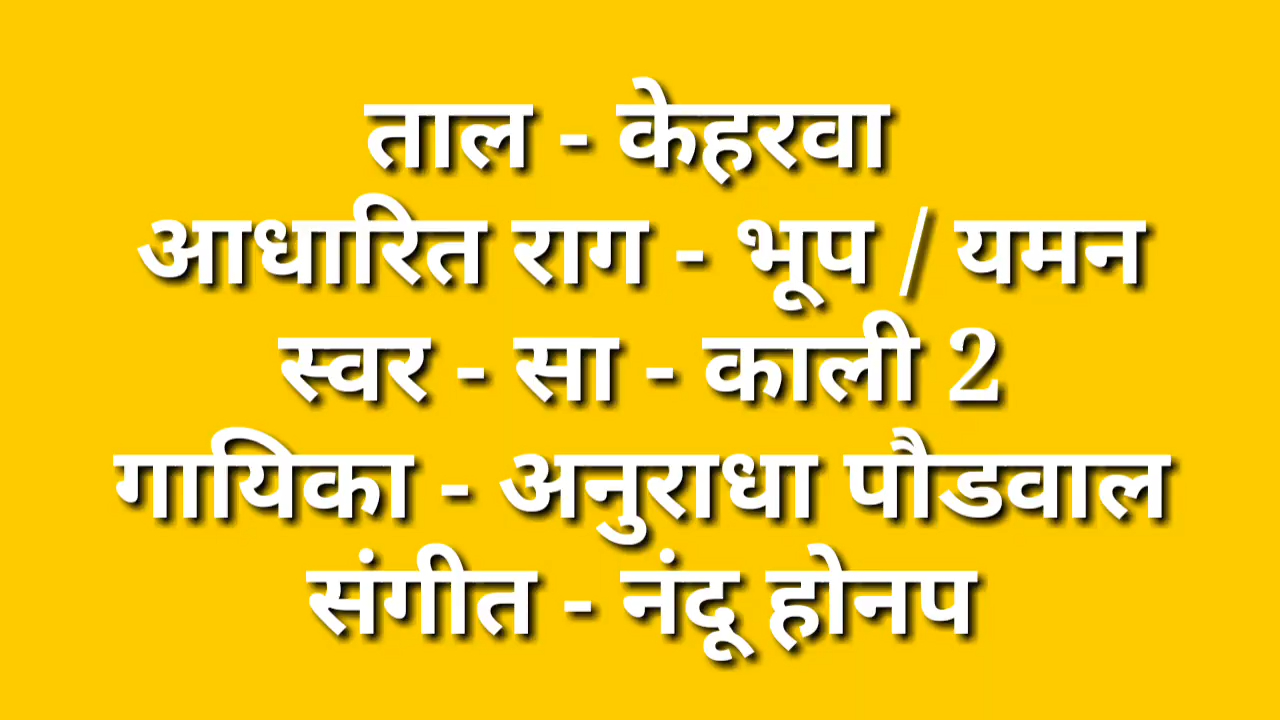 ताल - केहरवा
आधारित राग - भूप / यमन
स्वर - सा - काली 2
गायिका - अनुराधा पौडवाल
संगीत - नंदू होनप